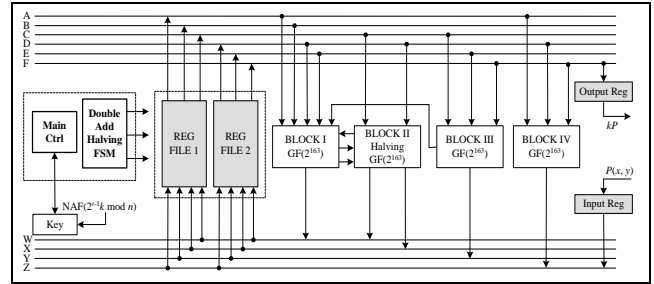 A
B
C
D
E
F
Main
Ctrl
Double
Add
Halving
FSM
REG
FILE 1
REG
FILE 2
BLOCK I
GF(2^163)
BLOCK II
Halving
GF(2^163)
BLOCK III
GF(2^163)
BLOCK IV
GF(2^163)
Output Reg
kP
P(x, y)
Input Reg
NAF(2^t-1 k mod n)
Key
W
X
Y
Z